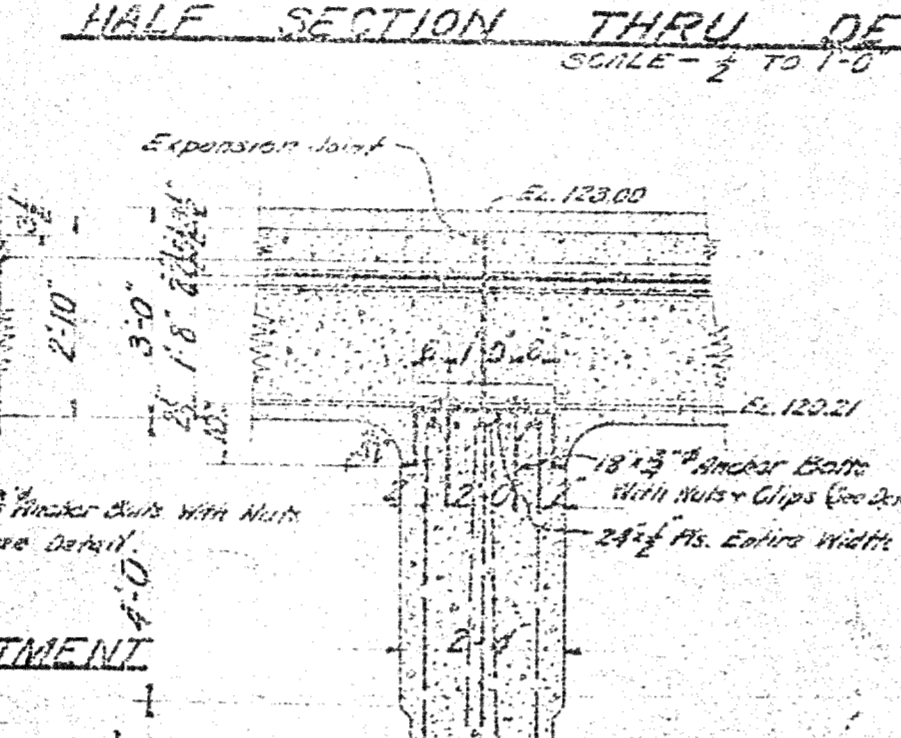 HALF SECTION THRU DE
SCALE - ½ TO 1'-0"
Expansion Joint
EL. 123.00
2'-10"
3'-0"
1'8"
EL. 120.21
18"x¾"ᵠ Anchor Bolts
With Nuts + Clips (See
2'-0" 2"
Anchor Bolts With Nuts
See Detail.
24"x½" Pls. Entire Width
4'-0
TMENT